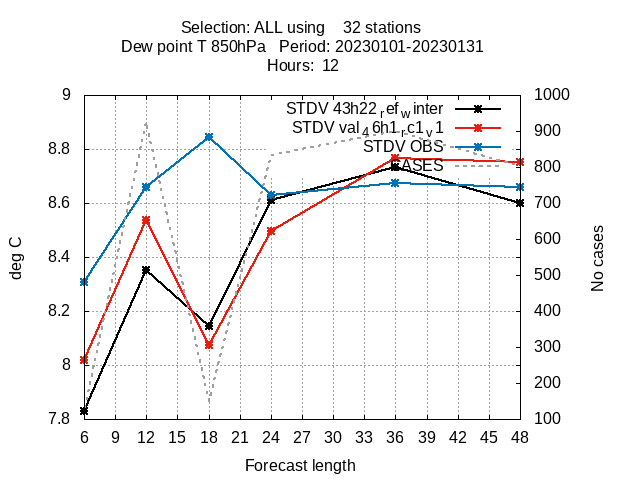 Selection: ALL using 32 stations
Dew point T 850hPa Period: 20230101-20230131
Hours: 12
9
8.8
8.6
8.4
8.2
8
7.8
deg C
STDV 43h22_ref_winter
STDV val_46h1_rc1_v1
STDV OBS
ASES
1000
900
800
700
600
500
400
300
200
100
No cases
6 9 12 15 18 21 24 27 30 33 36 39 42 45 48
Forecast length